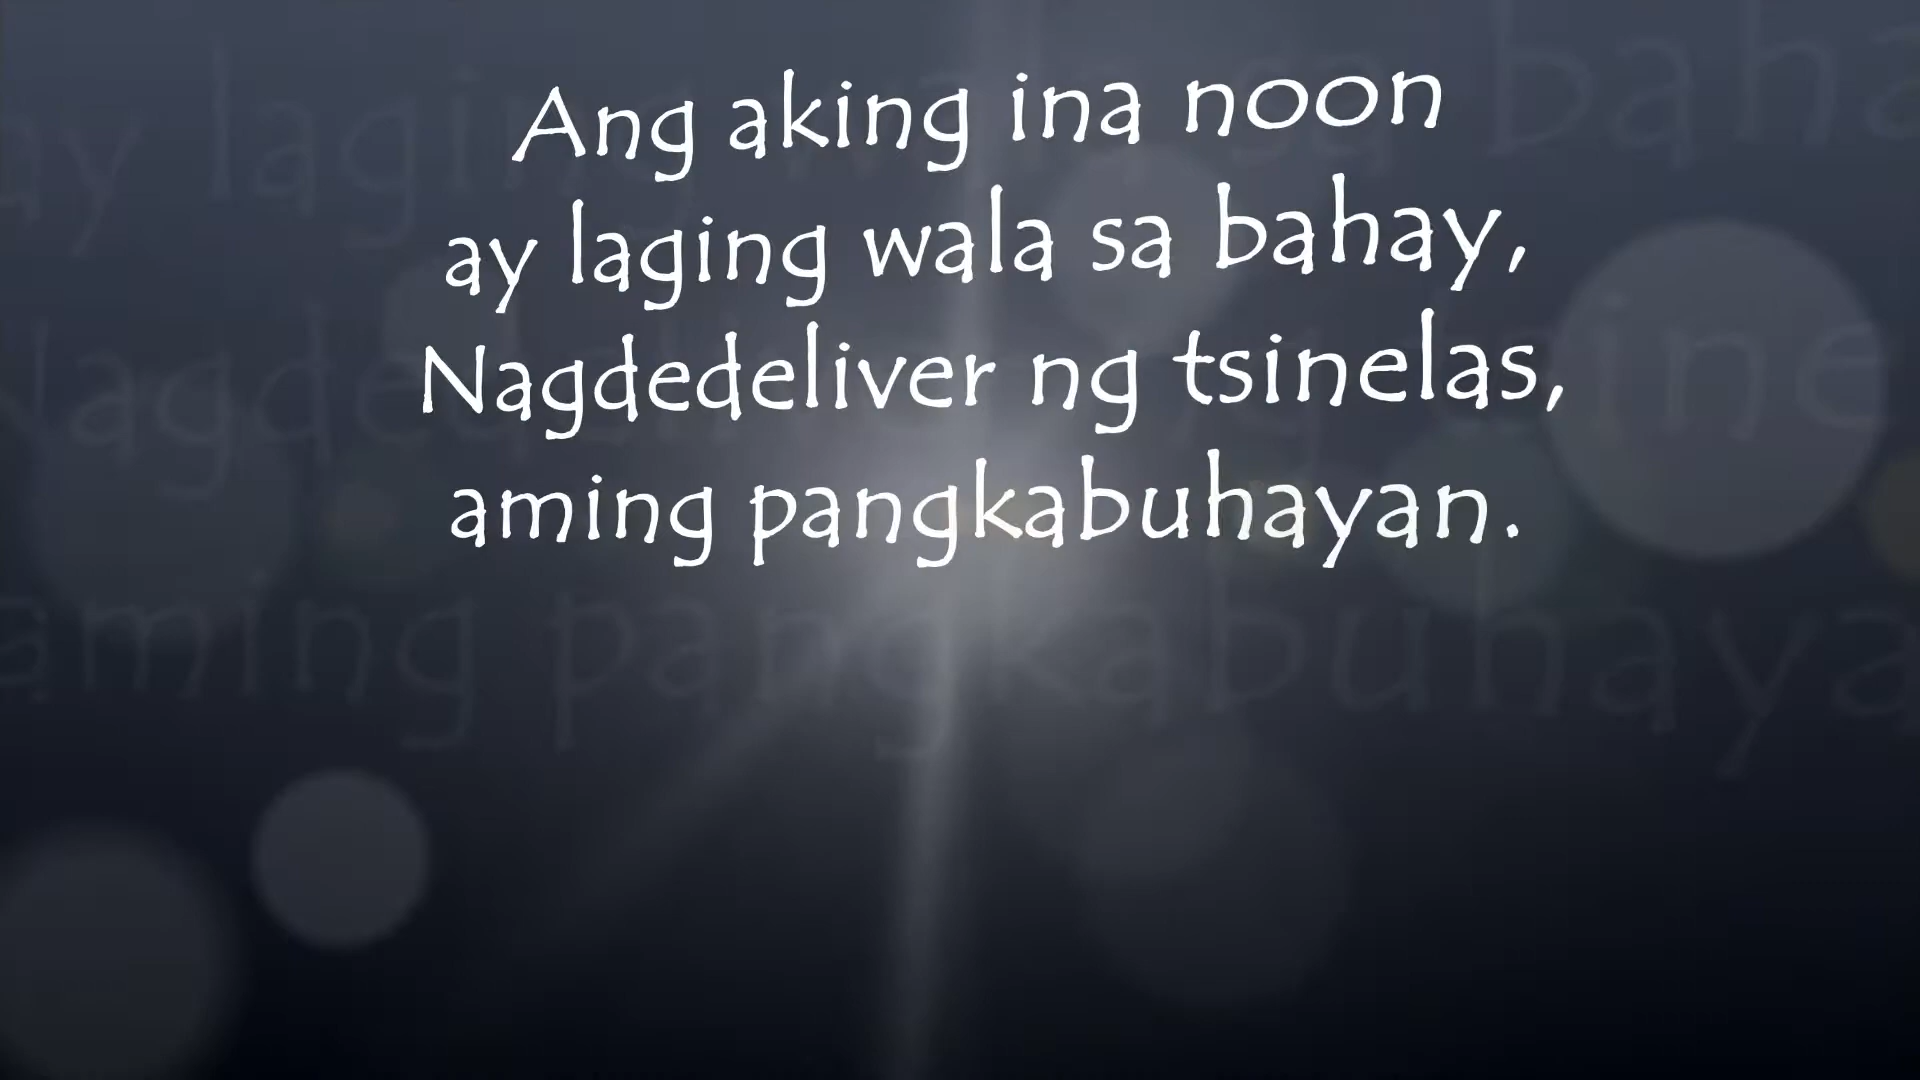 Ang aking ina noon
ay laging wala sa bahay,
Nagdedeliver ng tsinelas,
aming pangkabuhayan.